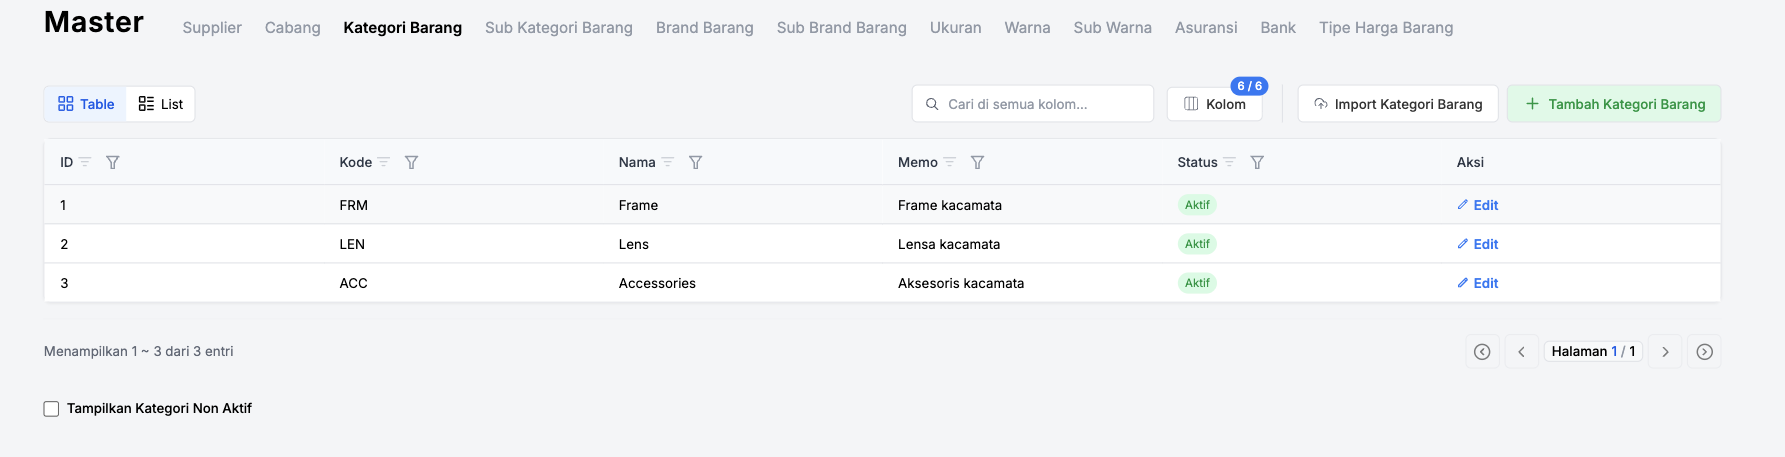 Master Supplier Cabang Kategori Barang Sub Kategori Barang Brand Barang Sub Brand Barang Ukuran Warna Sub Warna Asuransi Bank Tipe Harga Barang
Table List Cari di semua kolom... Kolom 6 / 6 Import Kategori Barang Tambah Kategori Barang
ID Kode Nama Memo Status Aksi
1 FRM Frame Frame kacamata Aktif Edit
2 LEN Lens Lensa kacamata Aktif Edit
3 ACC Accessories Aksesoris kacamata Aktif Edit
Menampilkan 1 ~ 3 dari 3 entri Halaman 1 / 1
Tampilkan Kategori Non Aktif